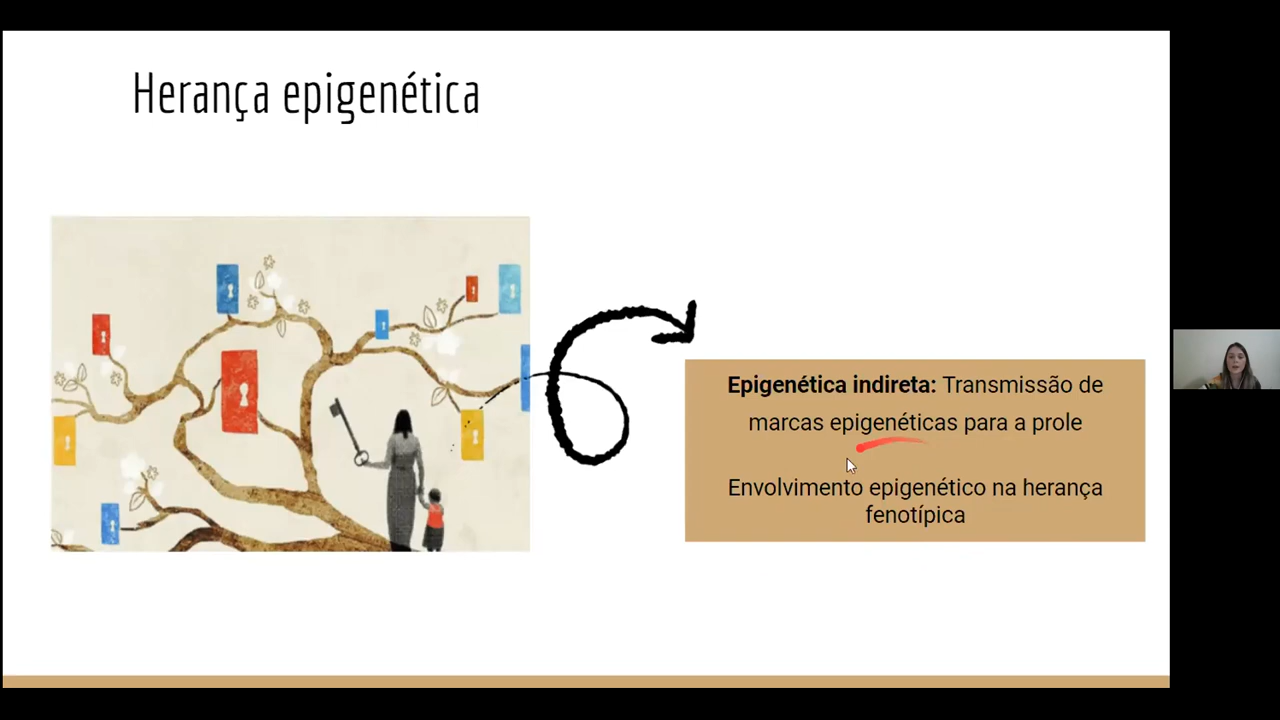 Herança epigenética
Epigenética indireta: Transmissão de
marcas epigenéticas para a prole
Envolvimento epigenético na herança
fenotípica